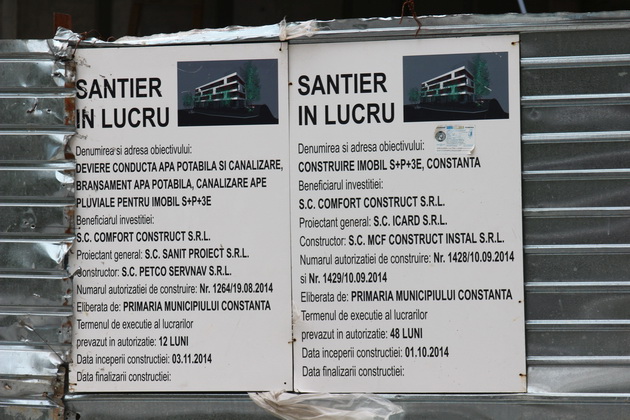 SANTIER
IN LUCRU
Denumirea si adresa obiectivului:
DEVIERE CONDUCTA APA POTABILA SI CANALIZARE,
BRANSAMENT APA POTABILA, CANALIZARE APE
PLUVIALE PENTRU IMOBIL S+P+3E
Beneficiarul investitiei:
S.C. COMFORT CONSTRUCT S.R.L.
Proiectant general: S.C. SANIT PROIECT S.R.L.
Constructor: S.C. PETCO SERVNAV S.R.L.
Numarul autorizatiei de construire: Nr. 1264/19.08.2014
Eliberata de: PRIMARIA MUNICIPIULUI CONSTANTA
Termenul de executie al lucrarilor
prevazut in autorizatie: 12 LUNI
Data inceperii constructiei: 03.11.2014
Data finalizarii constructiei:
SANTIER
IN LUCRU
Denumirea si adresa obiectivului:
CONSTRUIRE IMOBIL S+P+3E, CONSTANTA
Beneficiarul investitiei:
S.C. COMFORT CONSTRUCT S.R.L.
Proiectant general: S.C. ICARD S.R.L.
Constructor: S.C. MCF CONSTRUCT INSTAL S.R.L.
Numarul autorizatiei de construire: Nr. 1428/10.09.2014
si Nr. 1429/10.09.2014
Eliberata de: PRIMARIA MUNICIPIULUI CONSTANTA
Termenul de executie al lucrarilor
prevazut in autorizatie: 48 LUNI
Data inceperii constructiei: 01.10.2014
Data finalizarii constructiei: